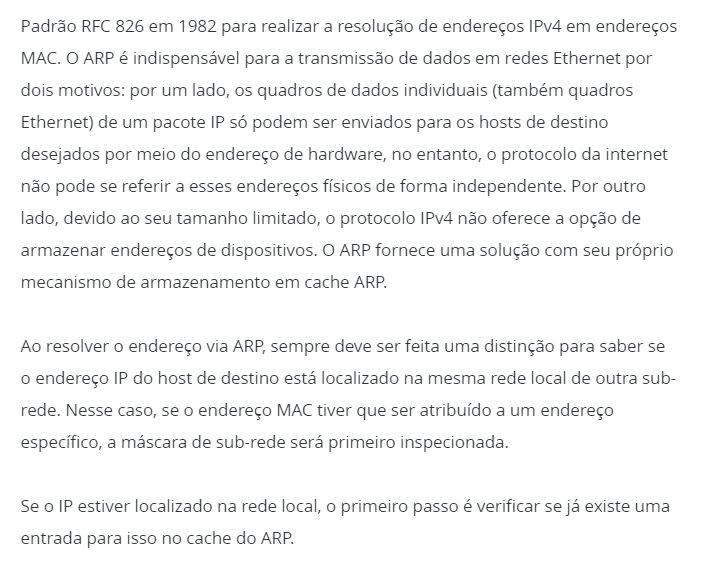 Padrão RFC 826 em 1982 para realizar a resolução de endereços IPv4 em endereços
MAC. O ARP é indispensável para a transmissão de dados em redes Ethernet por
dois motivos: por um lado, os quadros de dados individuais (também quadros
Ethernet) de um pacote IP só podem ser enviados para os hosts de destino
desejados por meio do endereço de hardware, no entanto, o protocolo da internet
não pode se referir a esses endereços físicos de forma independente. Por outro
lado, devido ao seu tamanho limitado, o protocolo IPv4 não oferece a opção de
armazenar endereços de dispositivos. O ARP fornece uma solução com seu próprio
mecanismo de armazenamento em cache ARP.
Ao resolver o endereço via ARP, sempre deve ser feita uma distinção para saber se
o endereço IP do host de destino está localizado na mesma rede local de outra sub-
rede. Nesse caso, se o endereço MAC tiver que ser atribuído a um endereço
específico, a máscara de sub-rede será primeiro inspecionada.
Se o IP estiver localizado na rede local, o primeiro passo é verificar se já existe uma
entrada para isso no cache do ARP.